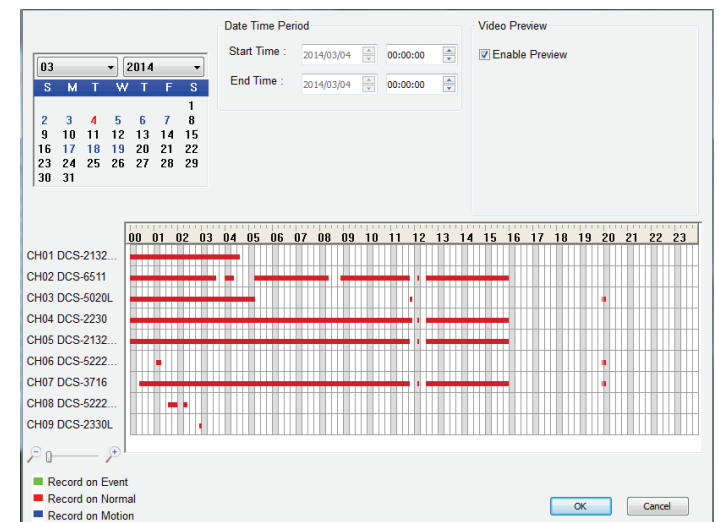 Date Time Period
Video Preview
Start Time :
2014/03/04
00:00:00
Enable Preview
End Time :
2014/03/04
00:00:00
03
2014
S M T W T F S
1
2 3 4 5 6 7 8
9 10 11 12 13 14 15
16 17 18 19 20 21 22
23 24 25 26 27 28 29
30 31
00 01 02 03 04 05 06 07 08 09 10 11 12 13 14 15 16 17 18 19 20 21 22 23
CH01 DCS-2132...
CH02 DCS-6511
CH03 DCS-5020L
CH04 DCS-2230
CH05 DCS-2132...
CH06 DCS-5222...
CH07 DCS-3716
CH08 DCS-5222...
CH09 DCS-2330L
Record on Event
Record on Normal
Record on Motion
OK
Cancel